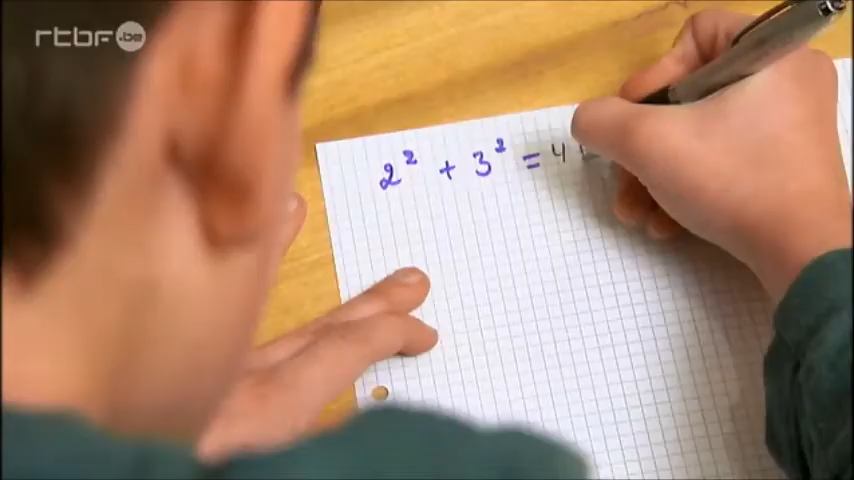 rtbf.be
2² + 3² = 4